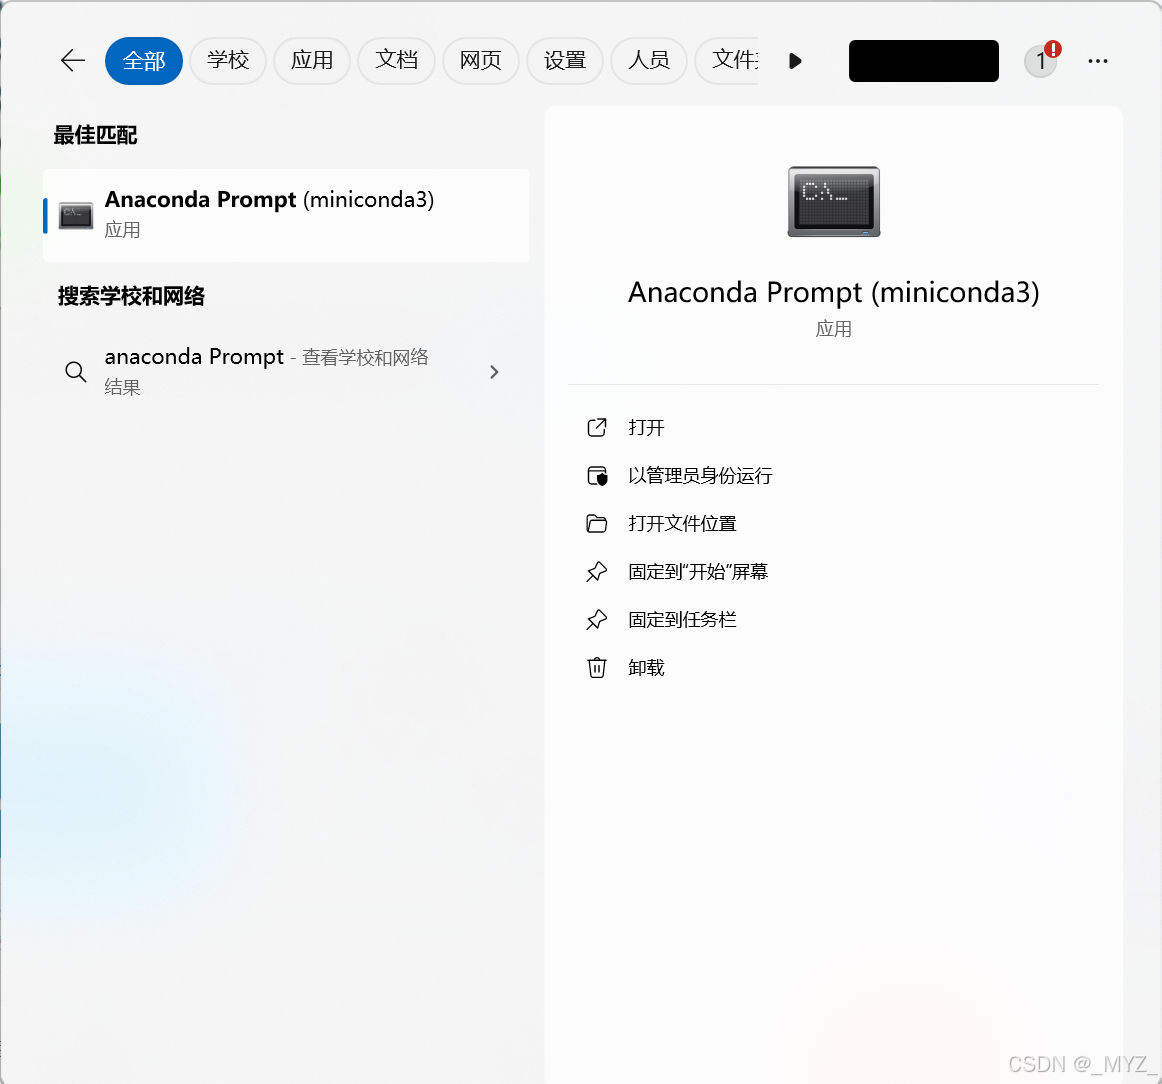 全部 学校 应用 文档 网页 设置 人员 文件 1
最佳匹配
Anaconda Prompt (miniconda3)
应用
搜索学校和网络
anaconda Prompt - 查看学校和网络
结果
C:\_
Anaconda Prompt (miniconda3)
应用
打开
以管理员身份运行
打开文件位置
固定到“开始”屏幕
固定到任务栏
卸载
CSDN @_MYZ_